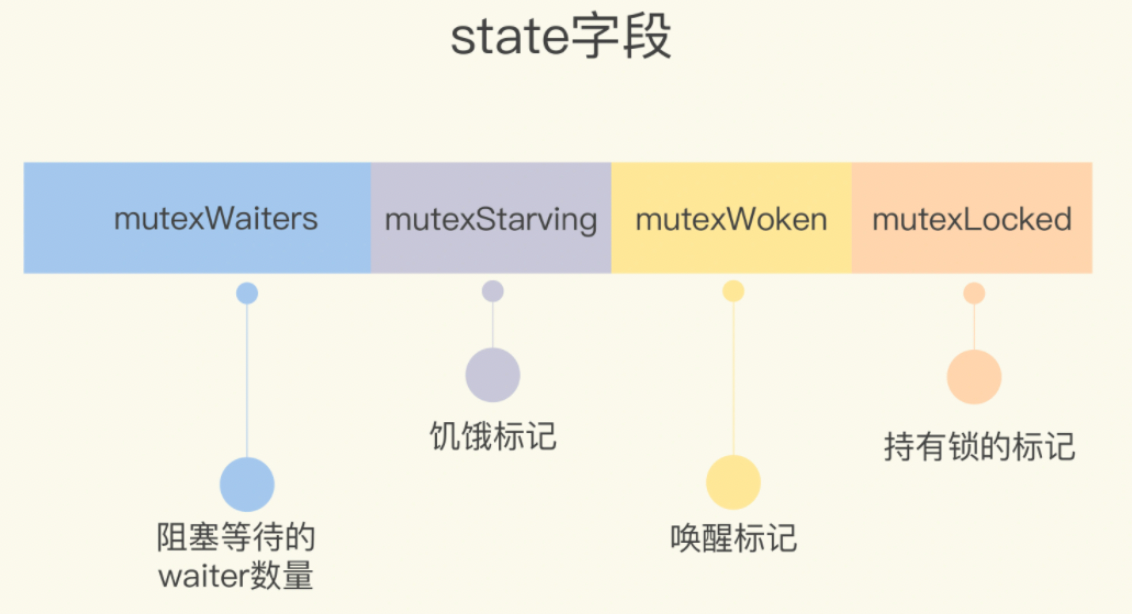 state字段
mutexWaiters
mutexStarving
mutexWoken
mutexLocked
饥饿标记
持有锁的标记
阻塞等待的
waiter数量
唤醒标记